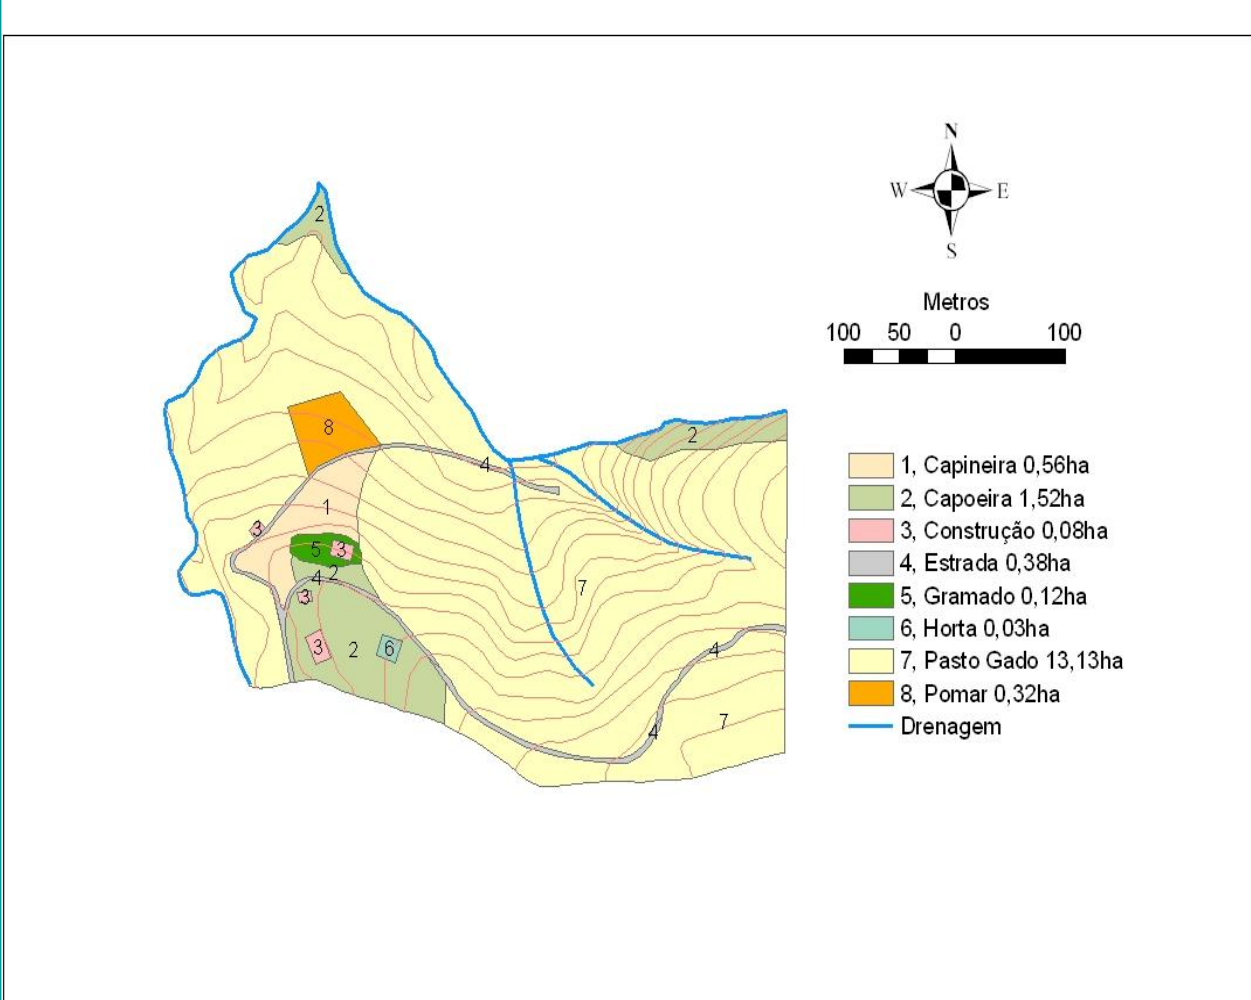 N
W E
S
Metros
100 50 0 100
2
2
8
4
1
3
5 3
4 2
3
7
3 2 6
4
7
4
1, Capineira 0,56ha
2, Capoeira 1,52ha
3, Construção 0,08ha
4, Estrada 0,38ha
5, Gramado 0,12ha
6, Horta 0,03ha
7, Pasto Gado 13,13ha
8, Pomar 0,32ha
Drenagem